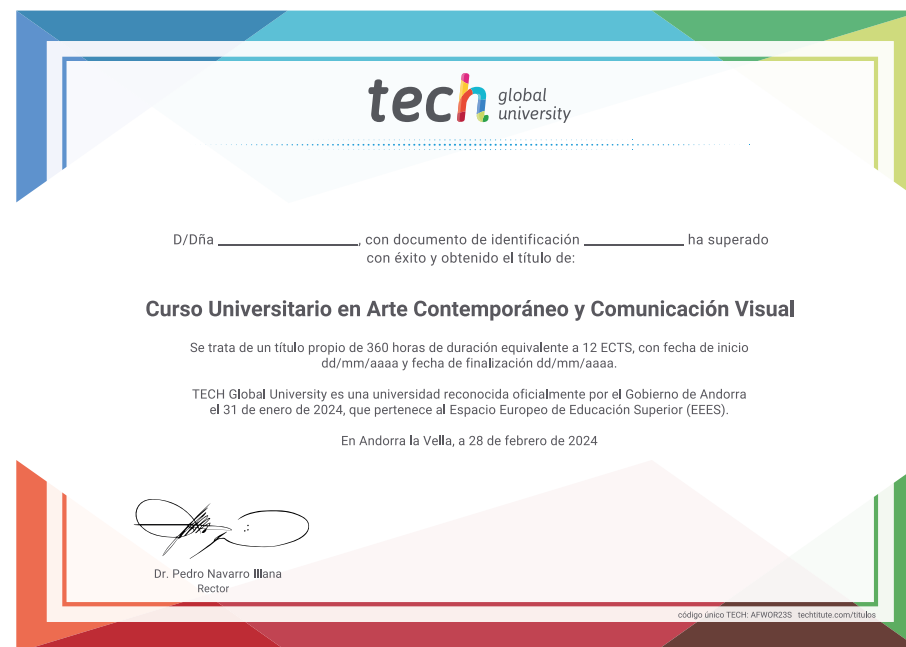 tech global university
D/Dña ____________, con documento de identificación ____________ ha superado
con éxito y obtenido el título de:
Curso Universitario en Arte Contemporáneo y Comunicación Visual
Se trata de un título propio de 360 horas de duración equivalente a 12 ECTS, con fecha de inicio
dd/mm/aaaa y fecha de finalización dd/mm/aaaa.
TECH Global University es una universidad reconocida oficialmente por el Gobierno de Andorra
el 31 de enero de 2024, que pertenece al Espacio Europeo de Educación Superior (EEES).
En Andorra la Vella, a 28 de febrero de 2024
Dr. Pedro Navarro Illana
Rector
código único TECH: AFWOR23S techtitute.com/titulos